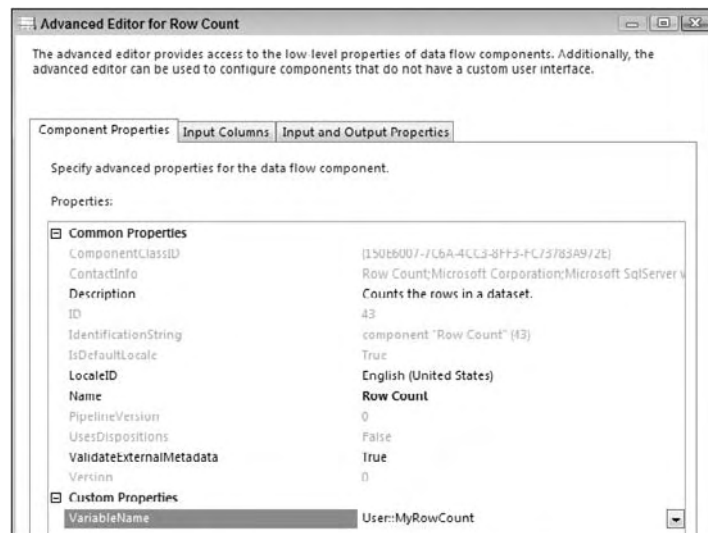 Advanced Editor for Row Count
The advanced editor provides access to the low level properties of data flow components. Additionally, the
advanced editor can be used to configure components that do not have a custom user interface.
Component Properties Input Columns Input and Output Properties
Specify advanced properties for the data flow component.
Properties:
Common Properties
ComponentClassID {150E6007-7C6A-4CC3-8FF3-FC73783A972E}
ContactInfo Row Count;Microsoft Corporation;Microsoft SqlServer v
Description Counts the rows in a dataset.
ID 43
IdentificationString component "Row Count" (43)
IsDefaultLocale True
LocaleID English (United States)
Name Row Count
PipelineVersion 0
UsesDispositions False
ValidateExternalMetadata True
Version 0
Custom Properties
VariableName User::MyRowCount